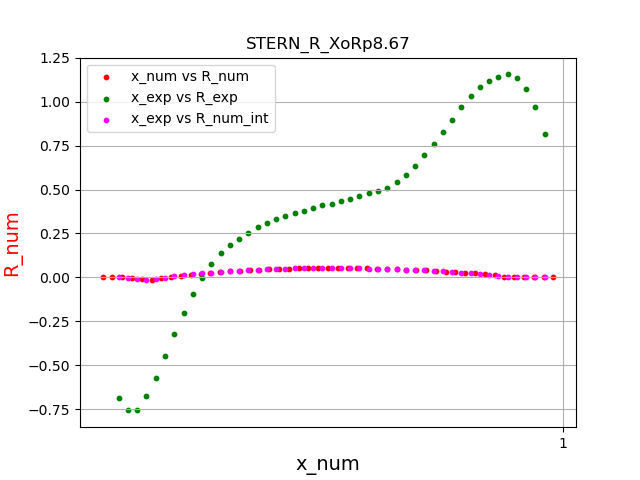 STERN_R_XoRp8.67
x_num vs R_num
x_exp vs R_exp
x_exp vs R_num_int
1.25
1.00
0.75
0.50
0.25
0.00
−0.25
−0.50
−0.75
R_num
1
x_num